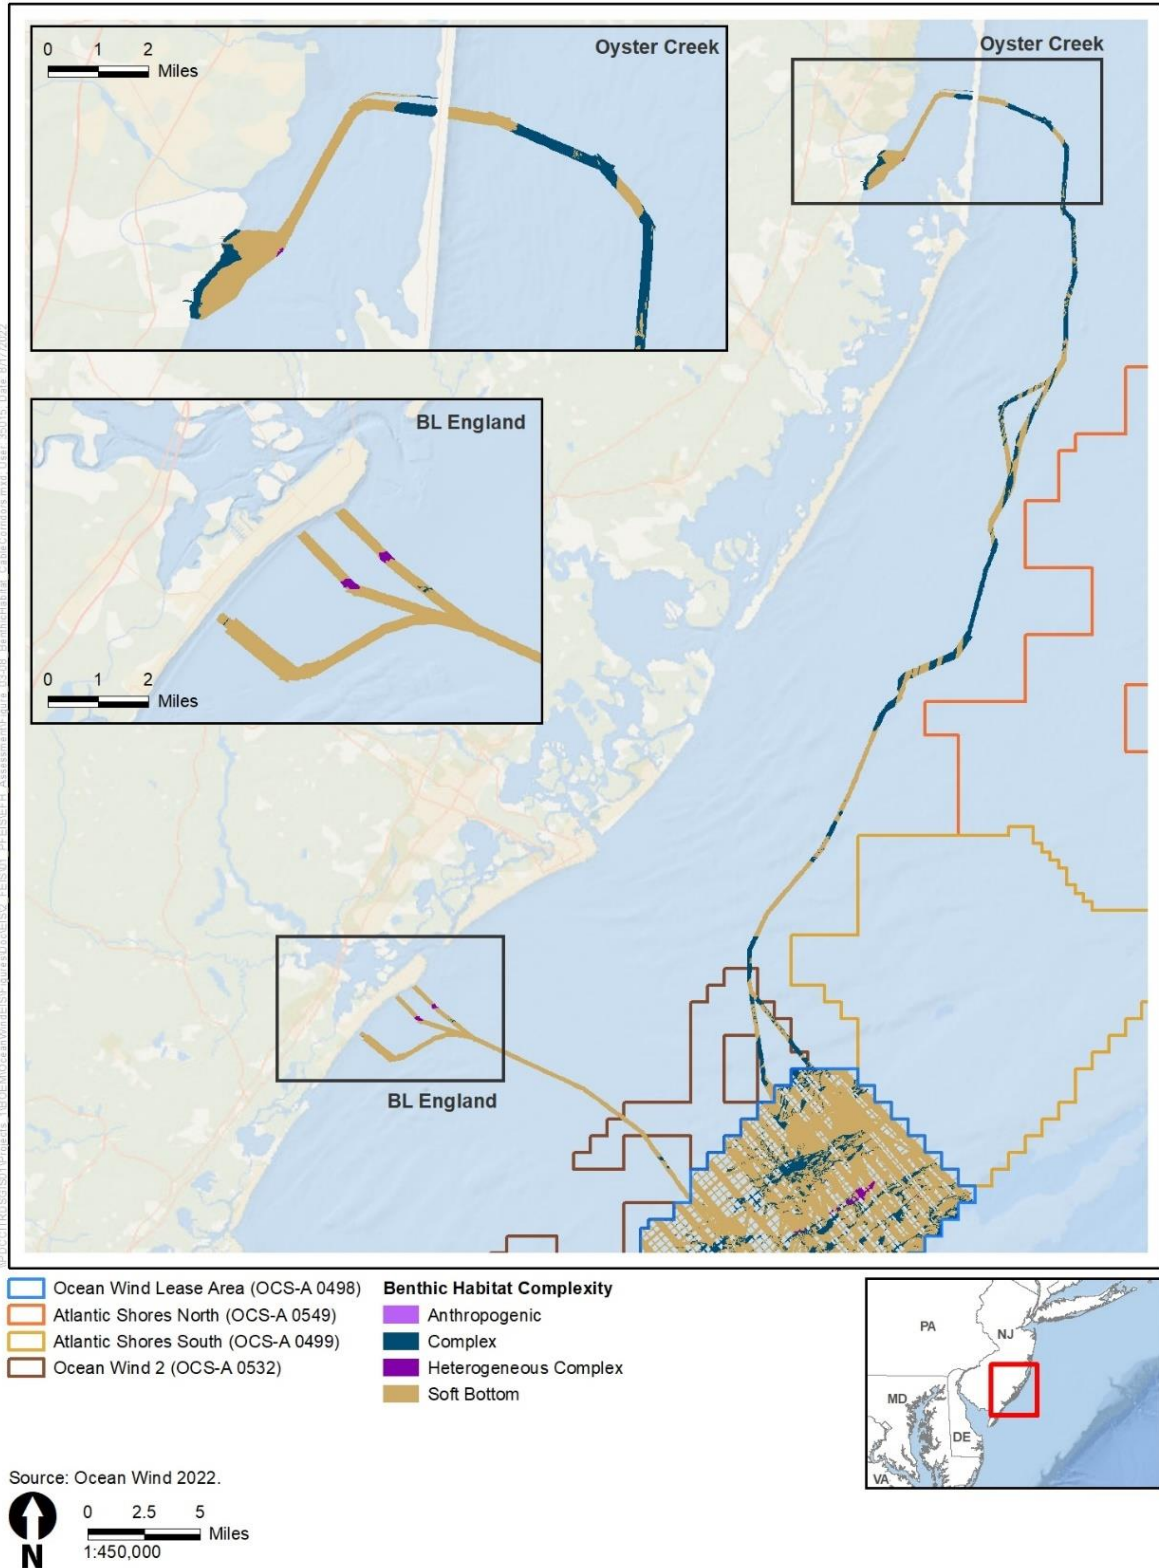 0 1 2
Miles
Oyster Creek
Oyster Creek
BL England
0 1 2
Miles
BL England
Ocean Wind Lease Area (OCS-A 0498)
Atlantic Shores North (OCS-A 0549)
Atlantic Shores South (OCS-A 0499)
Ocean Wind 2 (OCS-A 0532)
Benthic Habitat Complexity
Anthropogenic
Complex
Heterogeneous Complex
Soft Bottom
PA
NJ
MD
DE
VA
Source: Ocean Wind 2022.
N
0 2.5 5
Miles
1:450,000